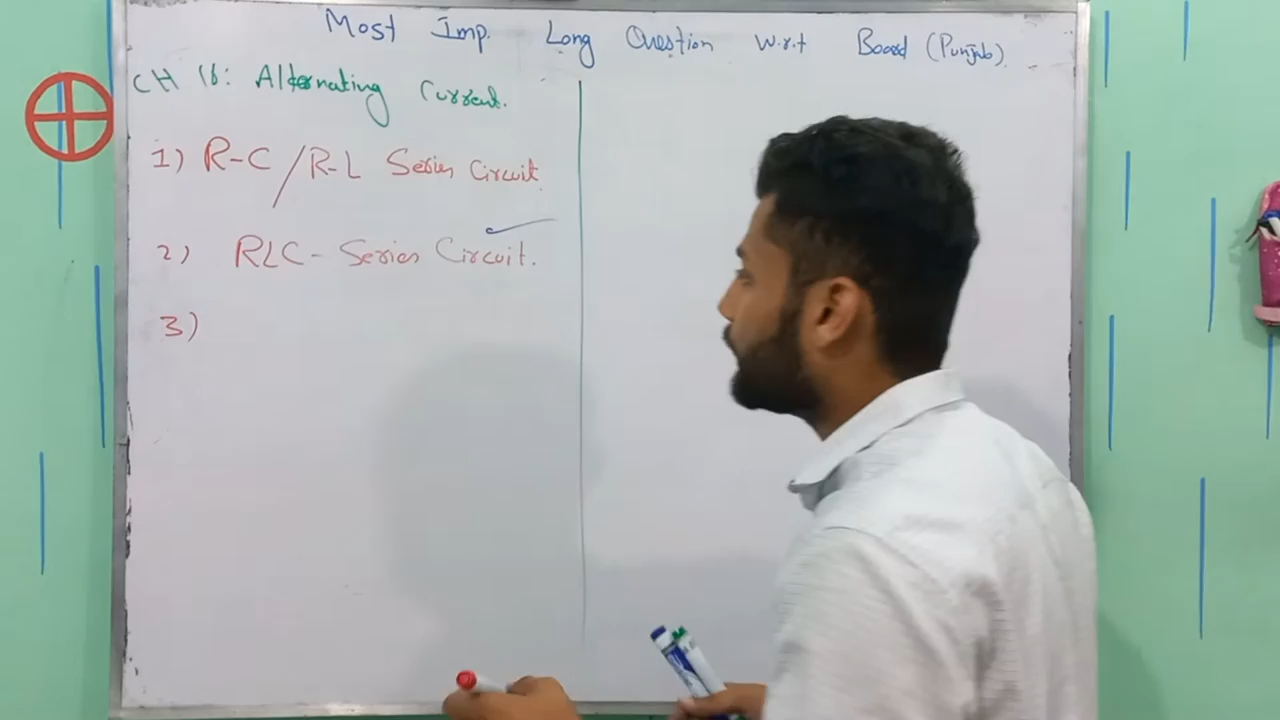 Most Imp. Long Question w.r.t Board (Punjab).
CH 16: Alternating Current.
1) R-C / R-L Series Circuit
2) RLC - Series Circuit.
3)